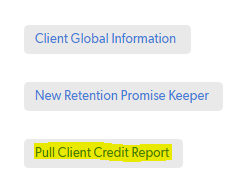 Client Global Information
New Retention Promise Keeper
Pull Client Credit Report